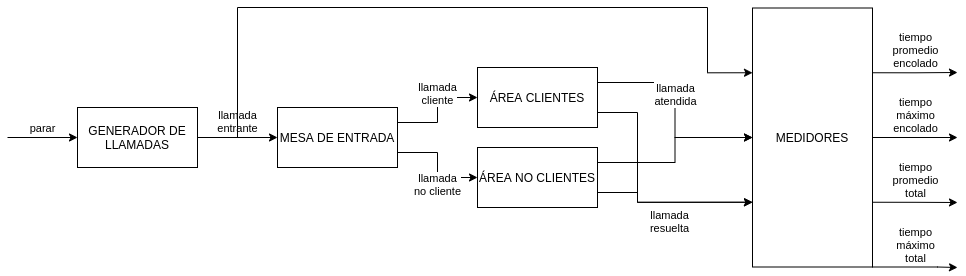 parar
GENERADOR DE
LLAMADAS
llamada
entrante
MESA DE ENTRADA
llamada
cliente
llamada
no cliente
ÁREA CLIENTES
ÁREA NO CLIENTES
llamada
atendida
llamada
resuelta
MEDIDORES
tiempo
promedio
encolado
tiempo
máximo
encolado
tiempo
promedio
total
tiempo
máximo
total